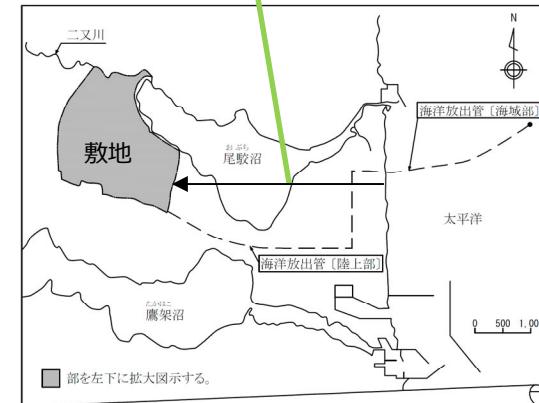 二又川
N
海洋放出管〔海域部〕
敷地
おぶち
尾駮沼
太平洋
海洋放出管〔陸上部〕
たかほこ
鷹架沼
0 500 1,00
部を左下に拡大図示する。